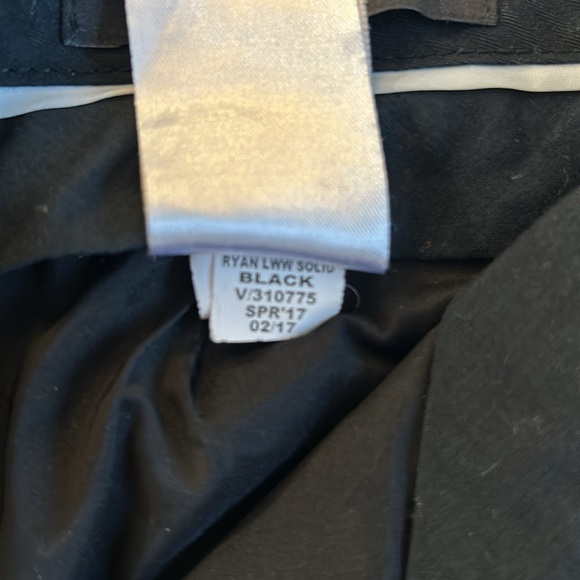 RYAN LWW SOLID
BLACK
V/310775
SPR'17
02/17